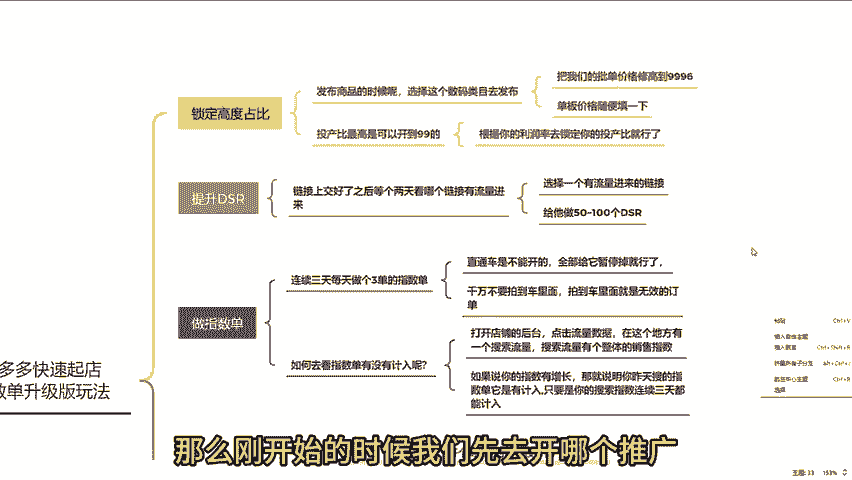 锁定高度占比
发布商品的时候呢，选择这个数码类目去发布
把我们的批单价格修高到9996
单板价格随便填一下
投产比最高是可以开到99的
根据你的利润率去锁定你的投产比就行了
提升DSR
链接上交好了之后等个两天看哪个链接有流量进
来
选择一个有流量进来的链接
给他做50-100个DSR
做指数单
连续三天每天做个3单的指数单
直通车是不能开的，全部给它暂停掉就行了，
千万不要拍到车里面，拍到车里面就是无效的订
单
如何去看指数单有没有计入呢？
打开店铺的后台，点击流量数据，在这个地方有
一个搜索流量，搜索流量有个整体的销售指数
如果说你的指数有增长，那就说明你昨天搜的指
数单它是有计入,只要是你的搜索指数连续三天都
能计入
多多快速起店
数单升级版玩法
那么刚开始的时候我们先去开哪个推广
主题: 33 153%